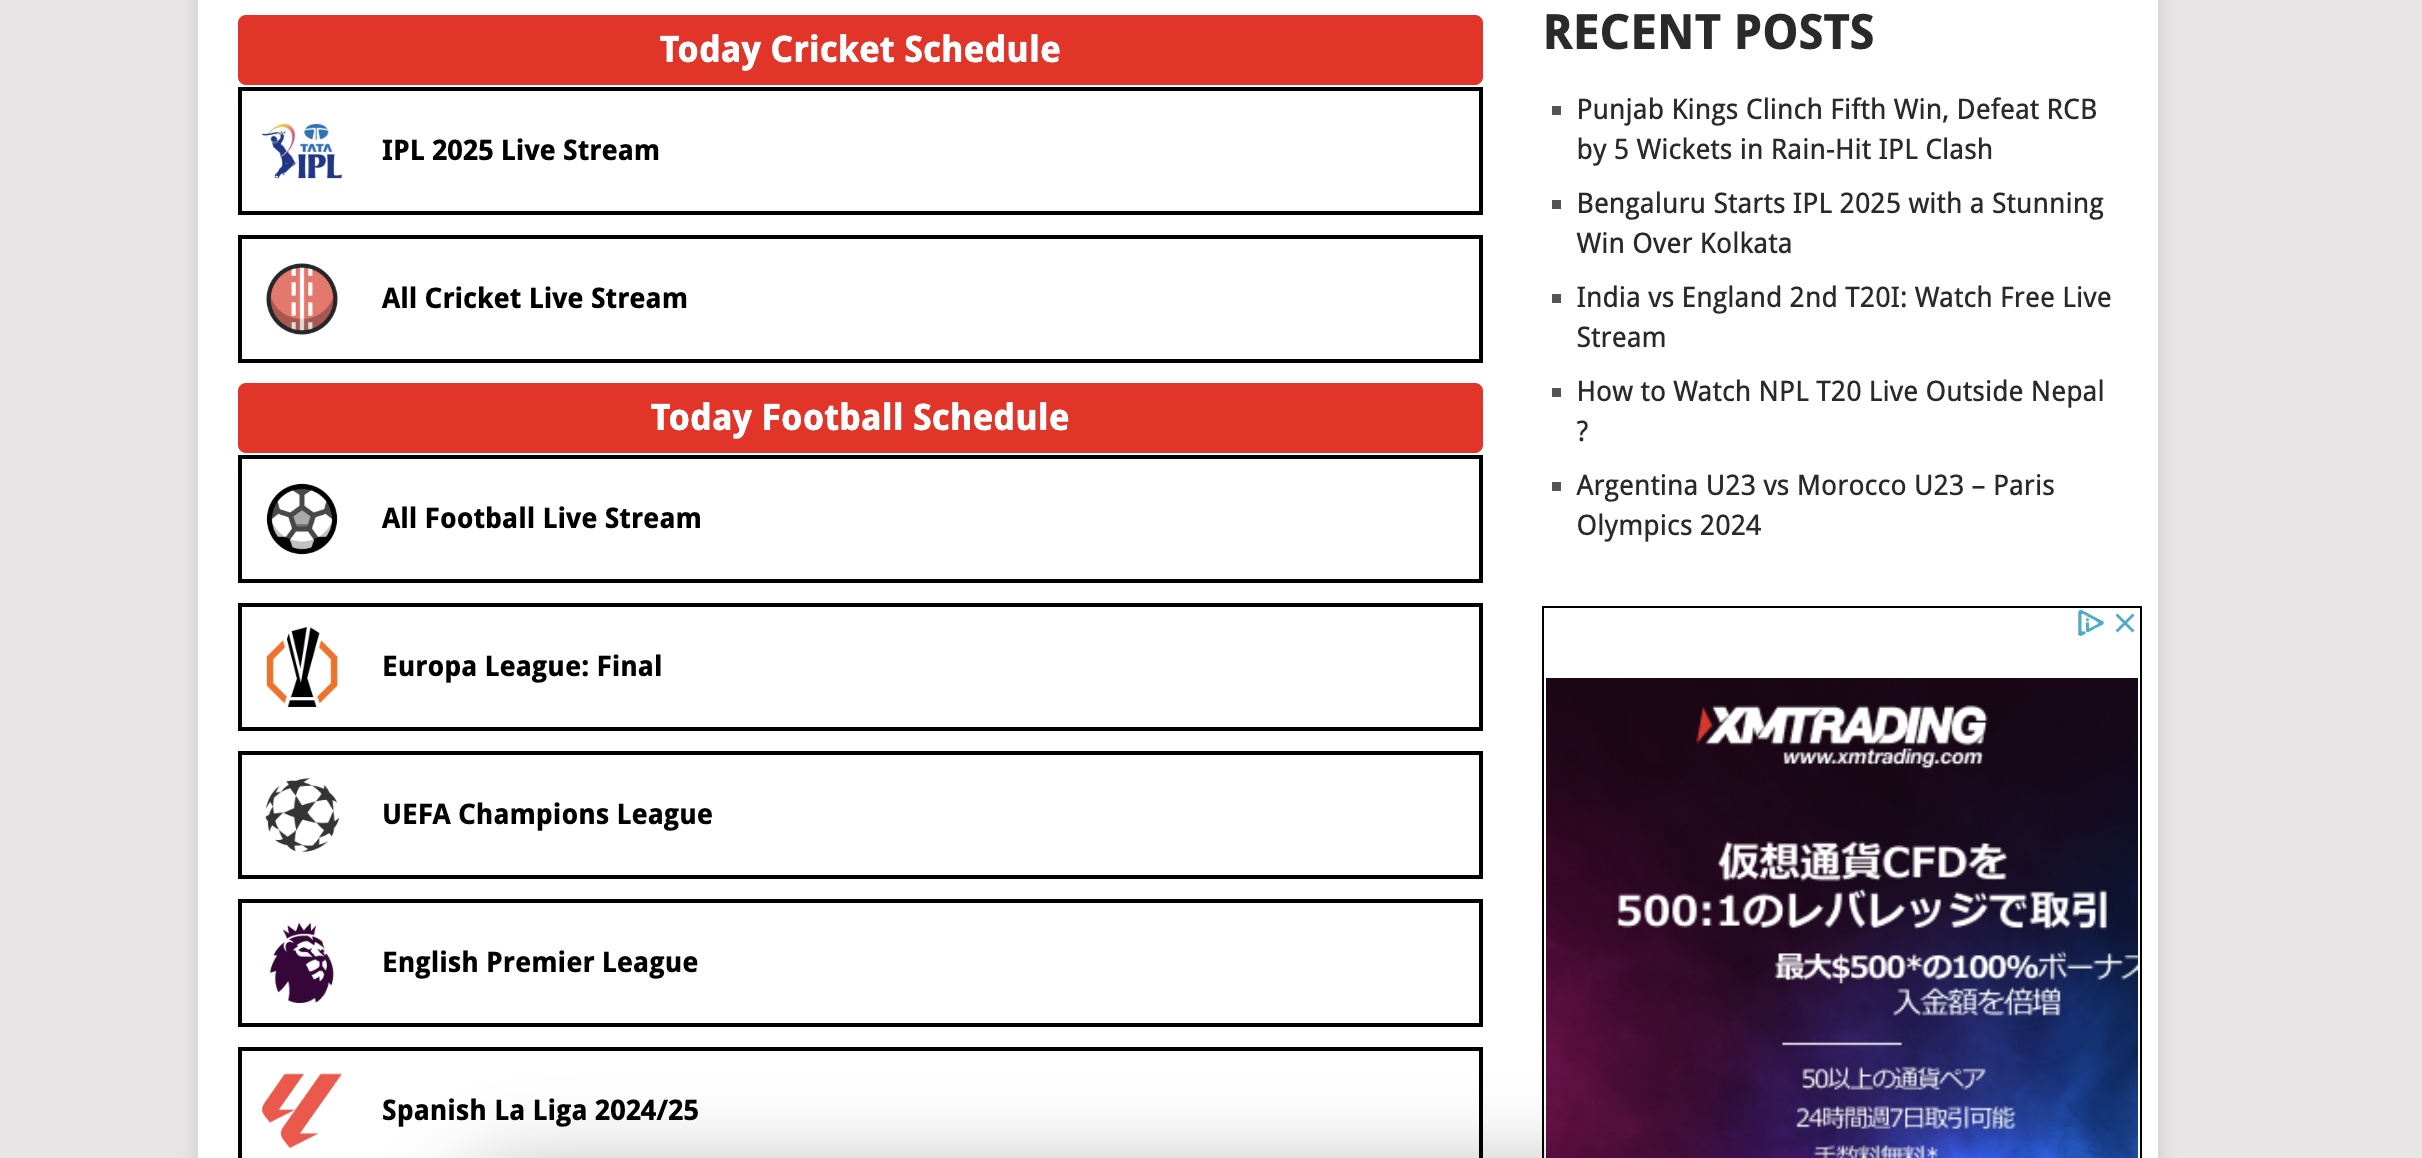 Today Cricket Schedule
TATA
IPL
IPL 2025 Live Stream
All Cricket Live Stream
Today Football Schedule
All Football Live Stream
Europa League: Final
UEFA Champions League
English Premier League
Spanish La Liga 2024/25
RECENT POSTS
Punjab Kings Clinch Fifth Win, Defeat RCB
by 5 Wickets in Rain-Hit IPL Clash
Bengaluru Starts IPL 2025 with a Stunning
Win Over Kolkata
India vs England 2nd T20I: Watch Free Live
Stream
How to Watch NPL T20 Live Outside Nepal
?
Argentina U23 vs Morocco U23 – Paris
Olympics 2024
XMTRADING
www.xmtrading.com
仮想通貨CFDを
500:1のレバレッジで取引
最大$500*の100%ボーナス
入金額を倍増
50以上の通貨ペア
24時間週7日取引可能
手数料無料*